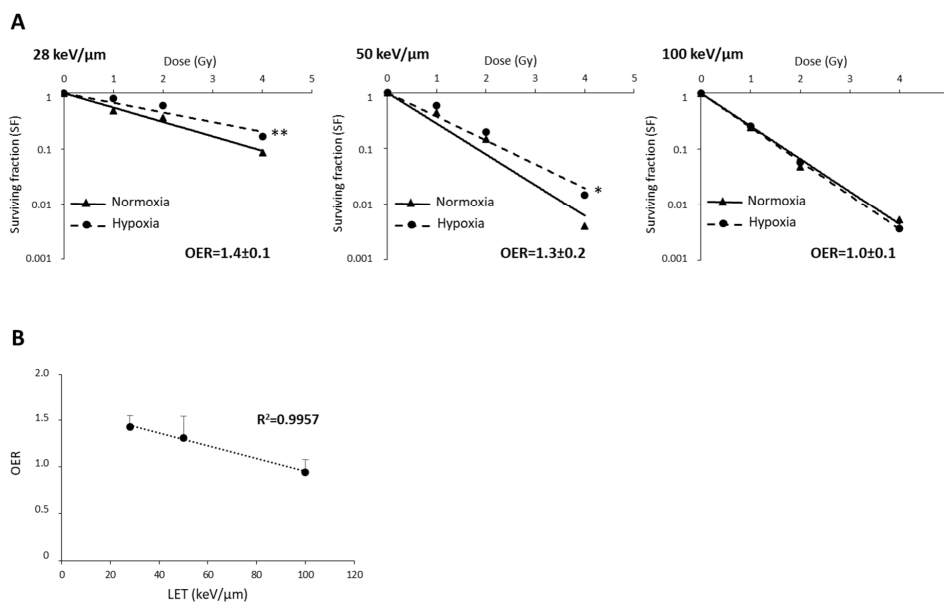 A
28 keV/µm
Dose (Gy)
0 1 2 3 4 5
Surviving fraction (SF)
1
0.1
0.01
0.001
**
Normoxia
Hypoxia
OER=1.4±0.1
50 keV/µm
Dose (Gy)
0 1 2 3 4 5
Surviving fraction (SF)
1
0.1
0.01
0.001
*
Normoxia
Hypoxia
OER=1.3±0.2
100 keV/µm
Dose (Gy)
0 1 2 3 4
Surviving fraction (SF)
1
0.1
0.01
0.001
Normoxia
Hypoxia
OER=1.0±0.1
B
OER
2.0
1.5
1.0
0.5
0
R²=0.9957
0 20 40 60 80 100 120
LET (keV/µm)